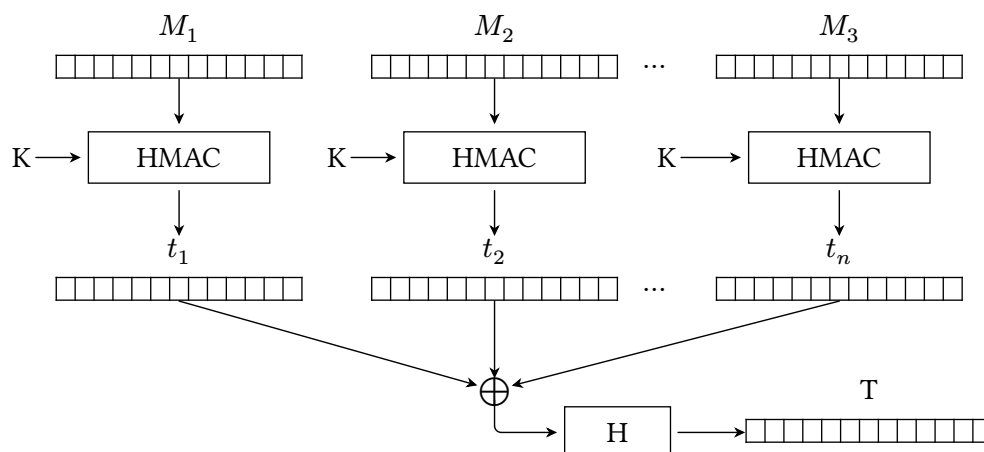 M₁ M₂ ... M₃
K HMAC K HMAC K HMAC
t₁ t₂ tₙ
...
T
H